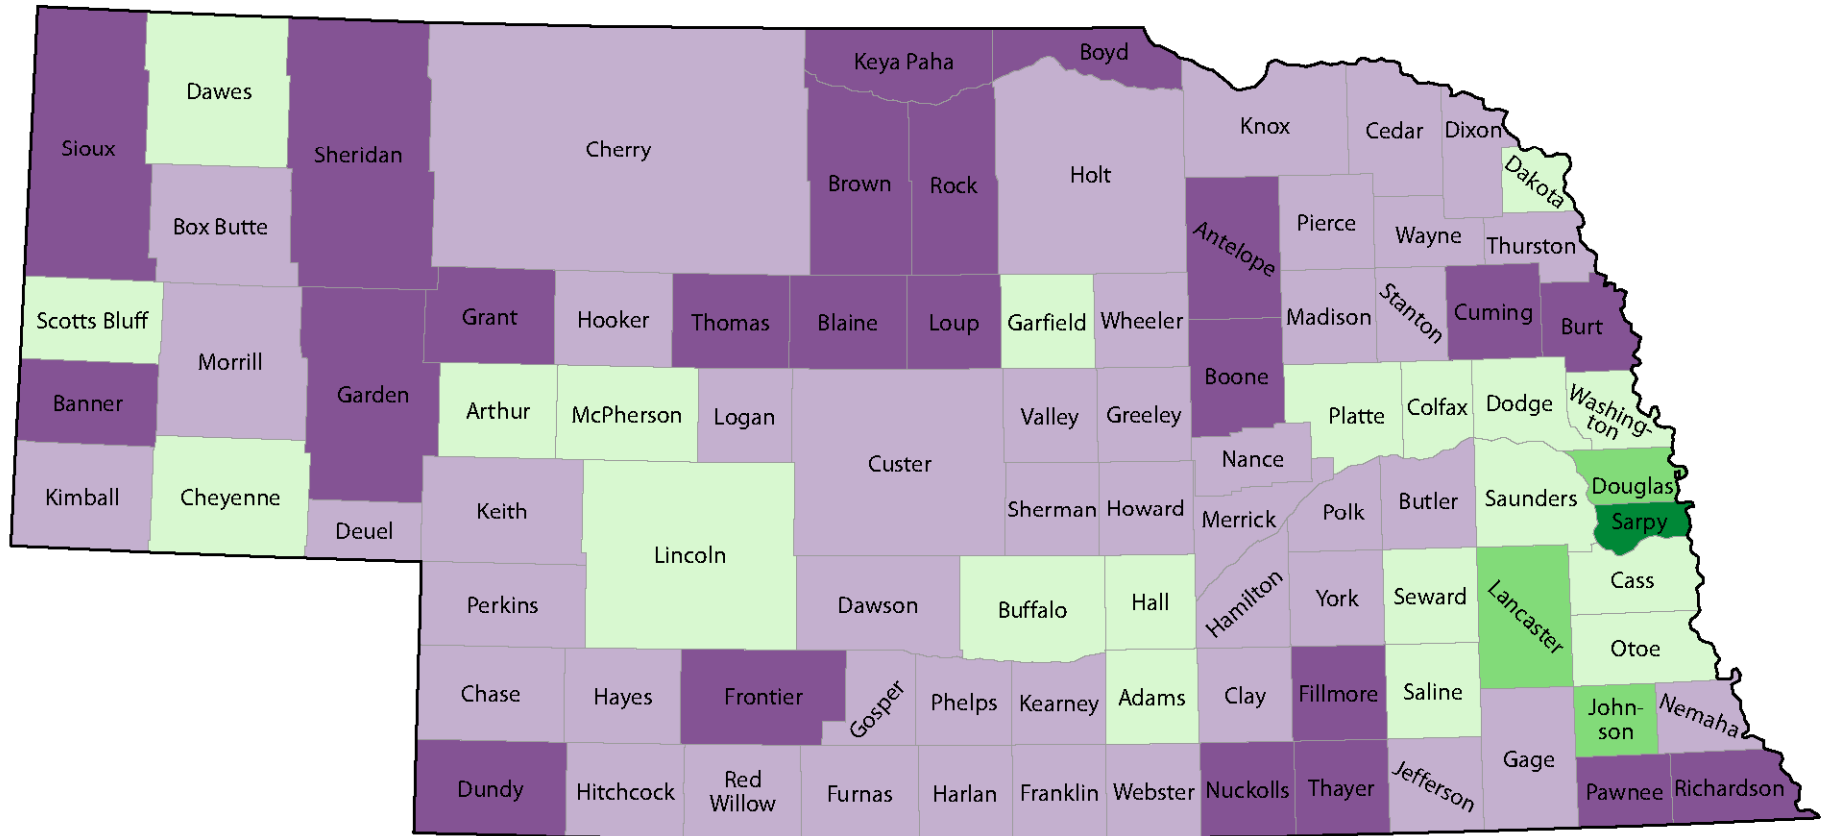 Sioux
Dawes
Sheridan
Cherry
Keya Paha
Boyd
Brown
Rock
Holt
Knox
Cedar
Dixon
Dakota
Box Butte
Antelope
Pierce
Wayne
Thurston
Scotts Bluff
Morrill
Garden
Grant
Hooker
Thomas
Blaine
Loup
Garfield
Wheeler
Madison
Stanton
Cuming
Burt
Banner
Arthur
McPherson
Logan
Custer
Valley
Greeley
Boone
Platte
Colfax
Dodge
Washing-
ton
Kimball
Cheyenne
Deuel
Keith
Lincoln
Sherman
Howard
Nance
Merrick
Polk
Butler
Saunders
Douglas
Sarpy
Perkins
Dawson
Buffalo
Hall
Hamilton
York
Seward
Lancaster
Cass
Otoe
Chase
Hayes
Frontier
Gosper
Phelps
Kearney
Adams
Clay
Fillmore
Saline
Gage
John-
son
Nemaha
Dundy
Hitchcock
Red
Willow
Furnas
Harlan
Franklin
Webster
Nuckolls
Thayer
Jefferson
Pawnee
Richardson